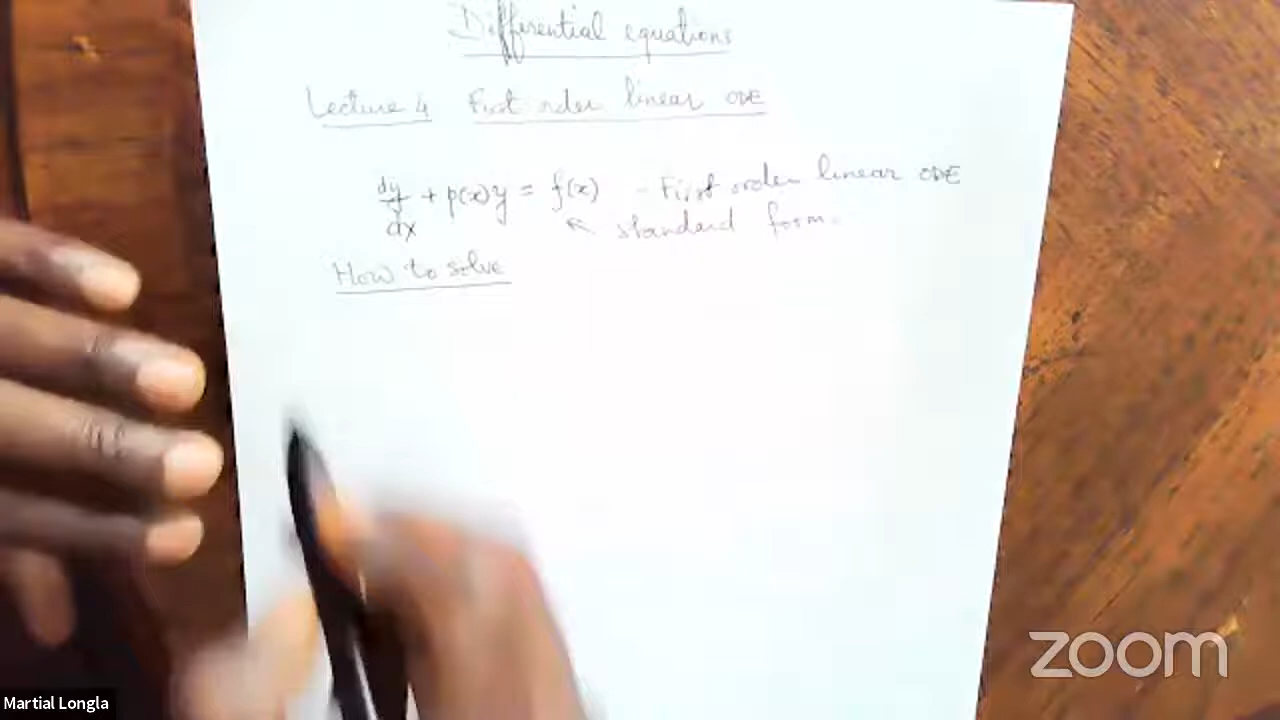 Differential equations
Lecture 4 First order linear ODE
dy/dx + p(x)y = f(x) - First order linear ODE
↖ standard form.
How to solve
zoom
Martial Longla